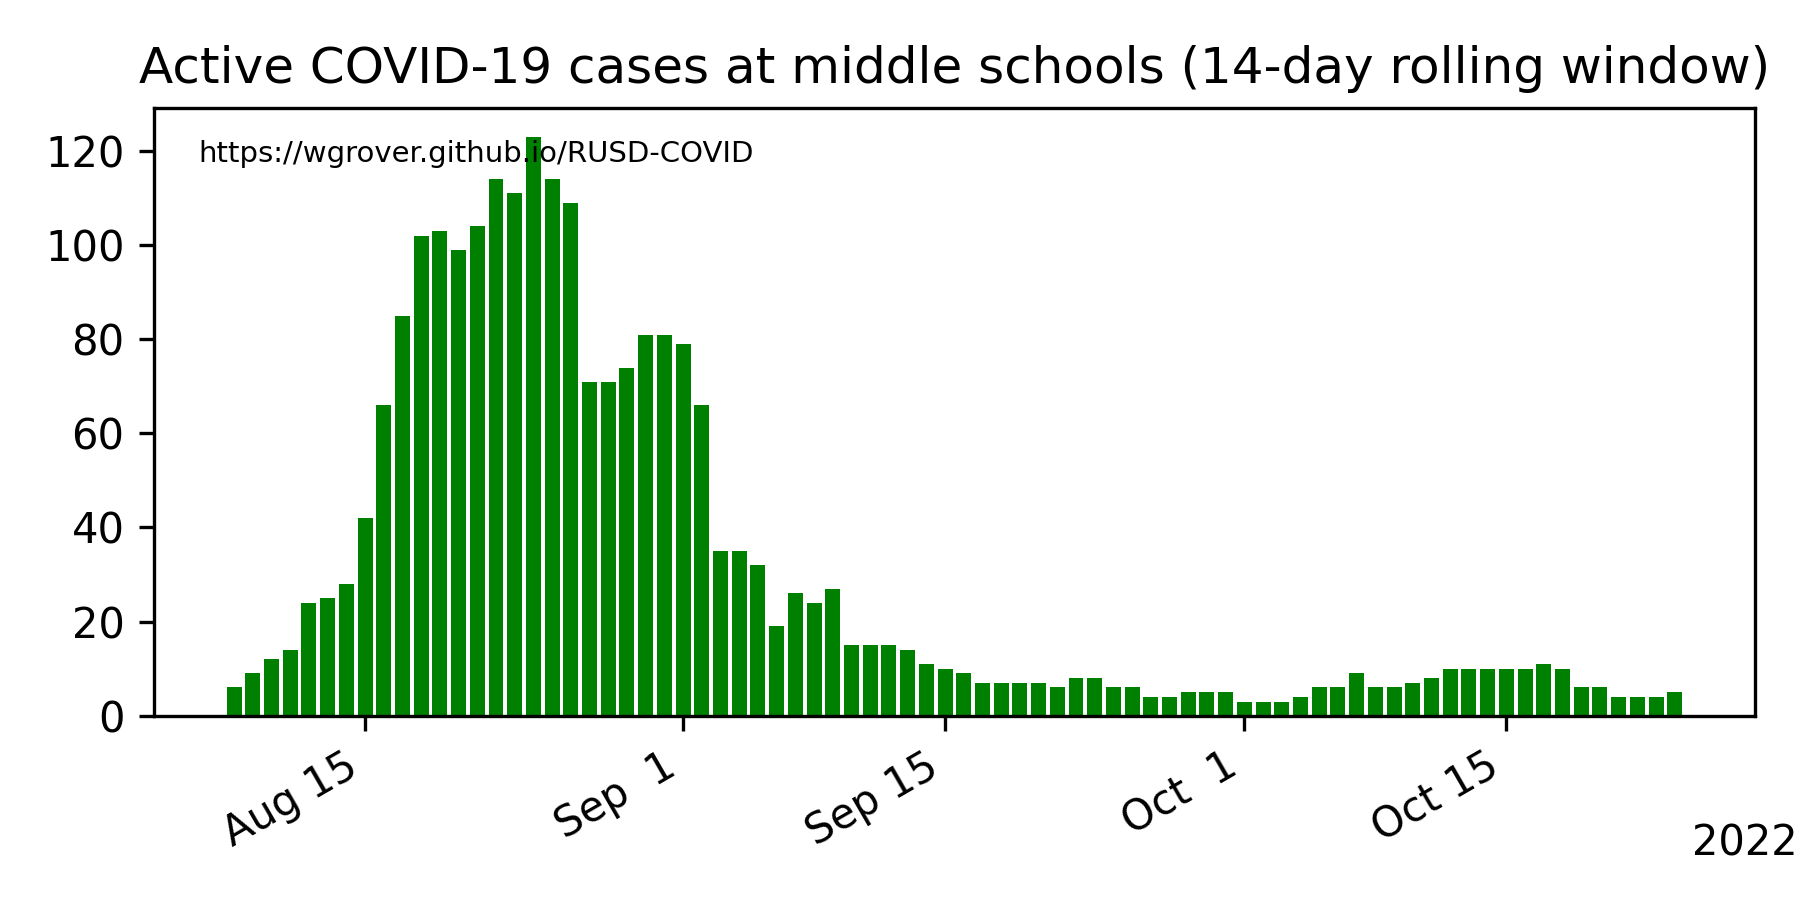 Active COVID-19 cases at middle schools (14-day rolling window)
https://wgrover.github.io/RUSD-COVID
120
100
80
60
40
20
0
Aug 15
Sep 1
Sep 15
Oct 1
Oct 15
2022